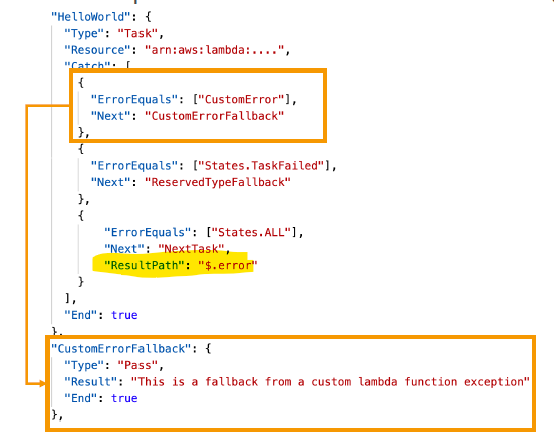 "HelloWorld": {
"Type": "Task",
"Resource": "arn:aws:lambda:....",
"Catch": [
{
"ErrorEquals": ["CustomError"],
"Next": "CustomErrorFallback"
},
{
"ErrorEquals": ["States.TaskFailed"],
"Next": "ReservedTypeFallback"
},
{
"ErrorEquals": ["States.ALL"],
"Next": "NextTask",
"ResultPath": "$.error"
}
],
"End": true
},
"CustomErrorFallback": {
"Type": "Pass",
"Result": "This is a fallback from a custom lambda function exception"
"End": true
},